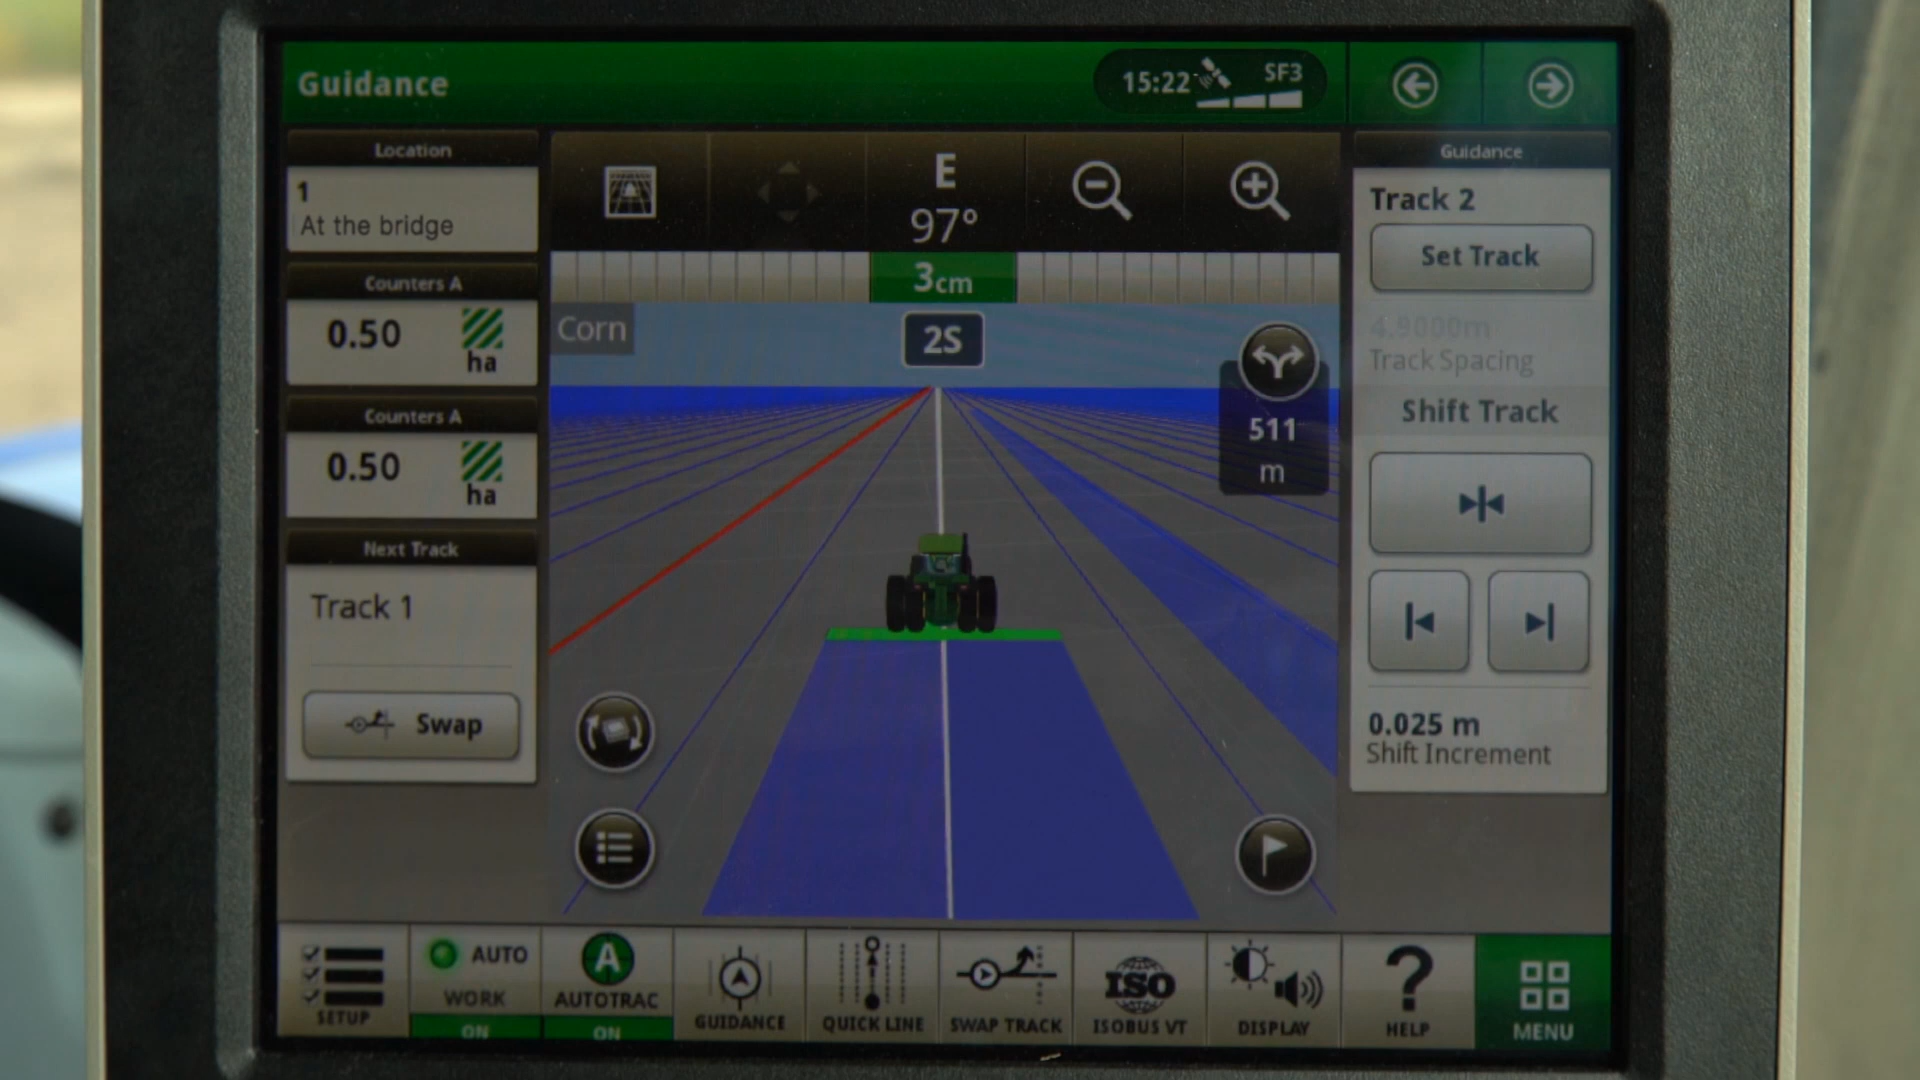 Guidance
15:22
SF3
Location
1
At the bridge
Counters A
0.50
ha
Counters A
0.50
ha
Next Track
Track 1
Swap
E
97°
3cm
Corn
2S
511
m
Guidance
Track 2
Set Track
4.9000m
Track Spacing
Shift Track
0.025 m
Shift Increment
SETUP
AUTO
WORK
ON
A
AUTOTRAC
ON
GUIDANCE
QUICK LINE
SWAP TRACK
ISO
ISOBUS VT
DISPLAY
?
HELP
MENU